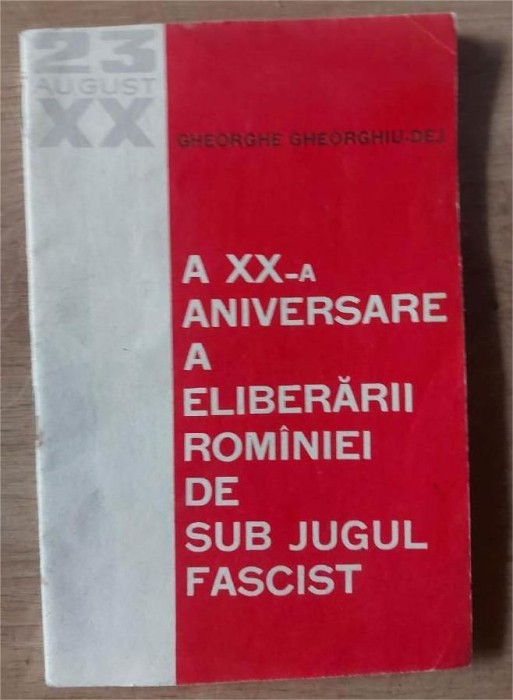 23
AUGUST
XX
GHEORGHE GHEORGHIU-DEJ
A XX-A
ANIVERSARE
A
ELIBERĂRII
ROMÎNIEI
DE
SUB JUGUL
FASCIST